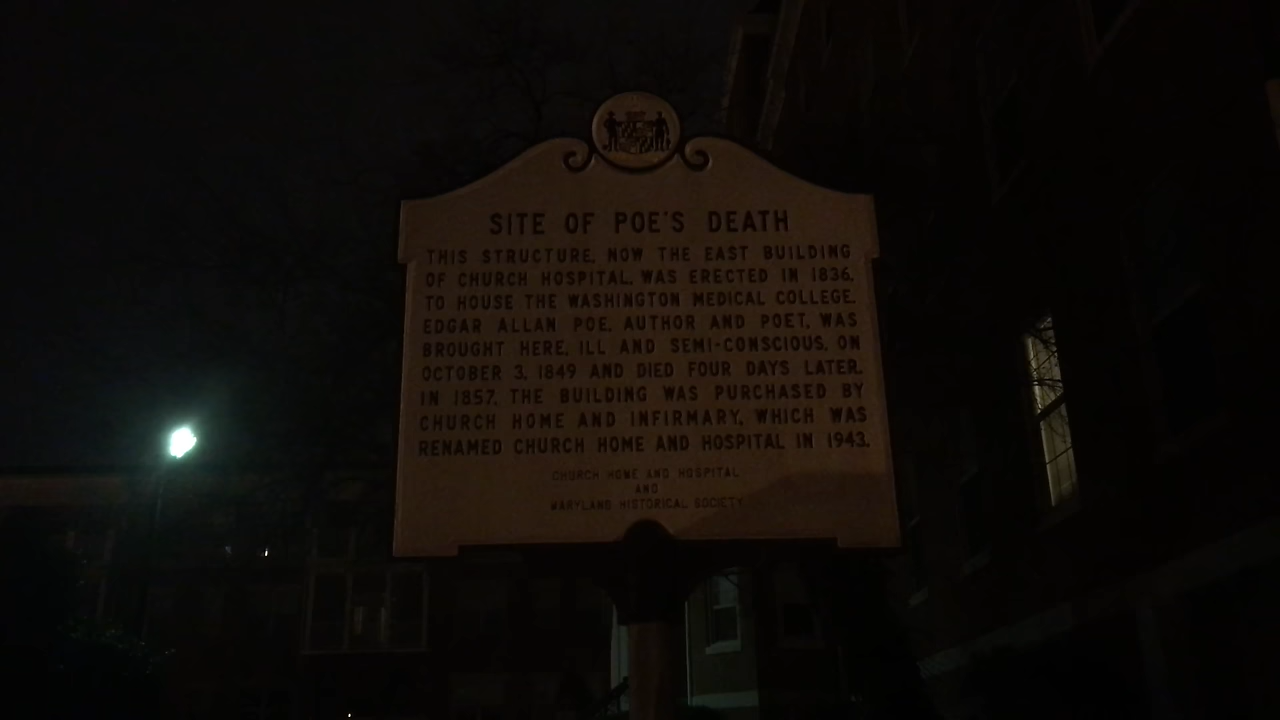 SITE OF POE'S DEATH
THIS STRUCTURE, NOW THE EAST BUILDING
OF CHURCH HOSPITAL, WAS ERECTED IN 1836,
TO HOUSE THE WASHINGTON MEDICAL COLLEGE.
EDGAR ALLAN POE, AUTHOR AND POET, WAS
BROUGHT HERE, ILL AND SEMI-CONSCIOUS, ON
OCTOBER 3, 1849 AND DIED FOUR DAYS LATER.
IN 1857, THE BUILDING WAS PURCHASED BY
CHURCH HOME AND INFIRMARY, WHICH WAS
RENAMED CHURCH HOME AND HOSPITAL IN 1943.
CHURCH HOME AND HOSPITAL
AND
MARYLAND HISTORICAL SOCIETY